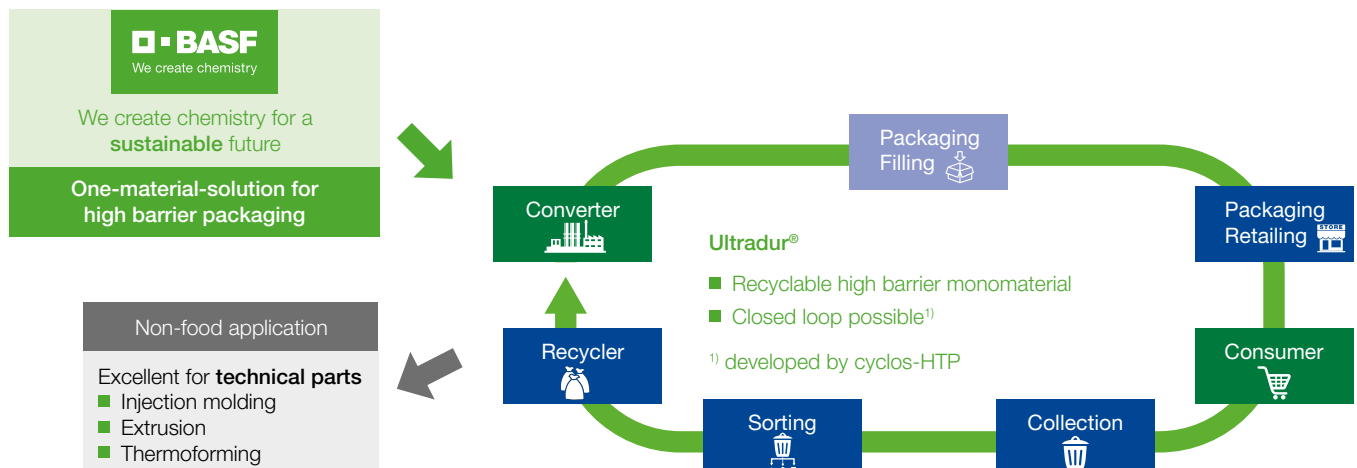 BASF
We create chemistry
We create chemistry for a
sustainable future
One-material-solution for
high barrier packaging
Packaging
Filling
Converter
Packaging
Retailing
STORE
Ultradur®
Recyclable high barrier monomaterial
Closed loop possible¹⁾
¹⁾ developed by cyclos-HTP
Non-food application
Excellent for technical parts
Injection molding
Extrusion
Thermoforming
Recycler
Consumer
Sorting
Collection